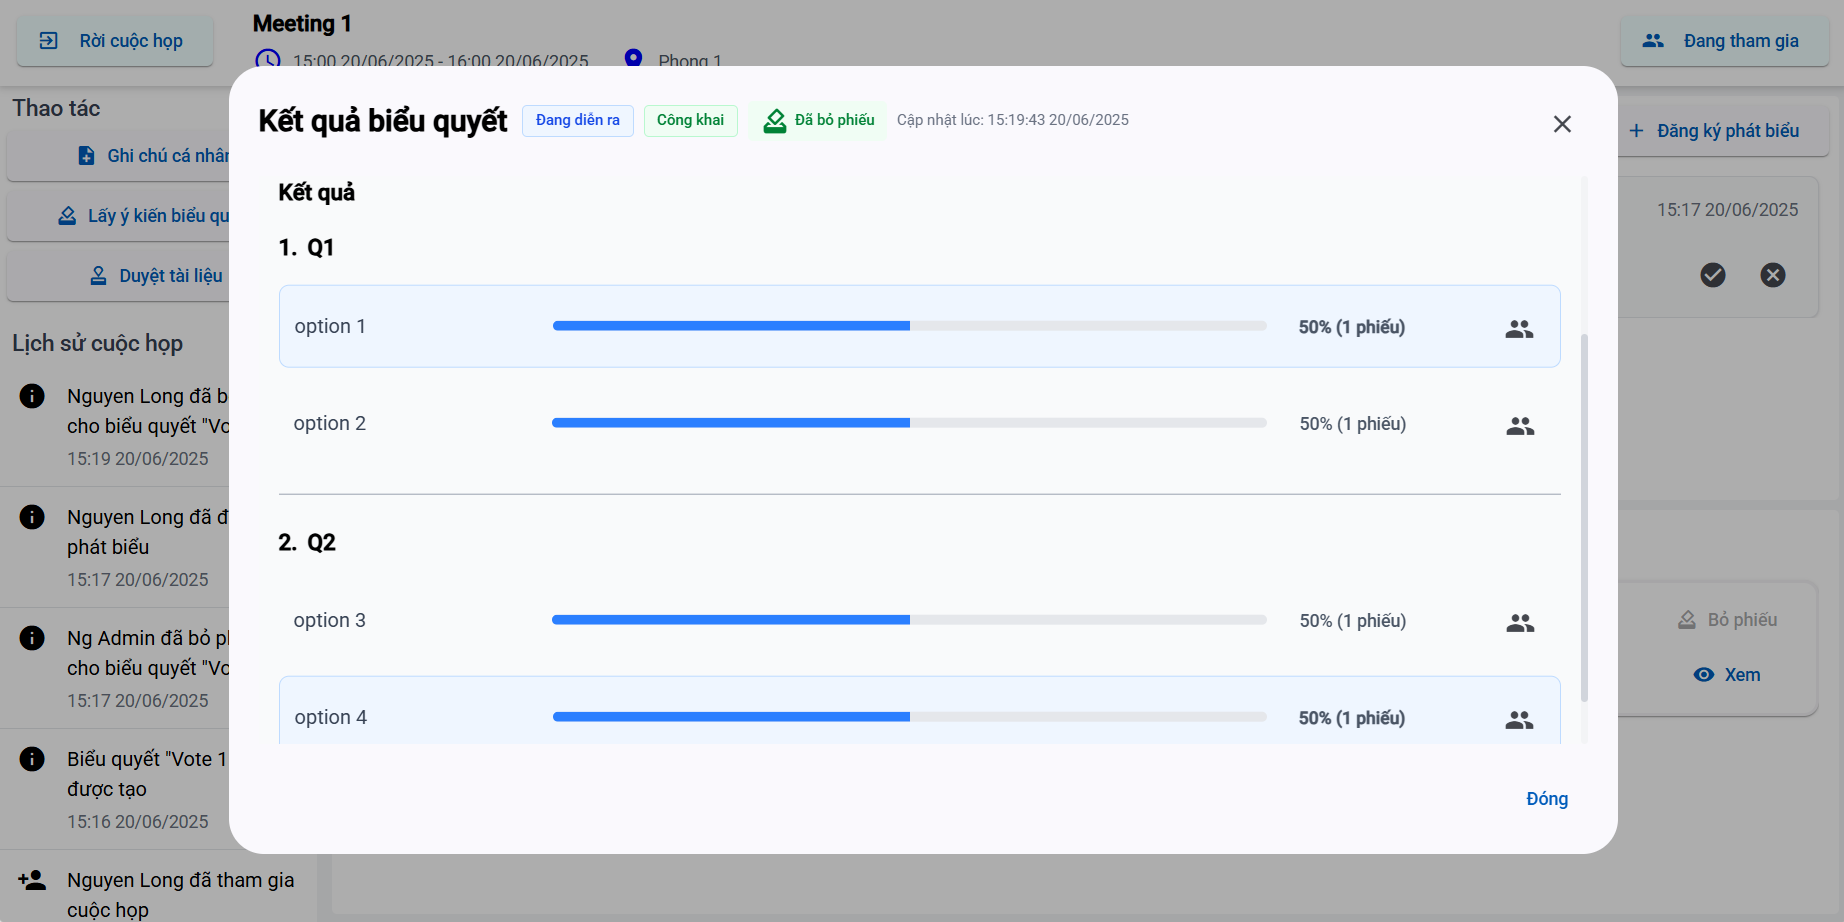 Rời cuộc họp
Meeting 1
15:00 20/06/2025 - 16:00 20/06/2025
Phong 1
Đang tham gia
Thao tác
Ghi chú cá nhân
Lấy ý kiến biểu qu
Duyệt tài liệu
Lịch sử cuộc họp
Nguyen Long đã b
cho biểu quyết "Vo
15:19 20/06/2025
Nguyen Long đã đ
phát biểu
15:17 20/06/2025
Ng Admin đã bỏ p
cho biểu quyết "Vo
15:17 20/06/2025
Biểu quyết "Vote 1
được tạo
15:16 20/06/2025
Nguyen Long đã tham gia
cuộc họp
Kết quả biểu quyết
Đang diễn ra
Công khai
Đã bỏ phiếu
Cập nhật lúc: 15:19:43 20/06/2025
Kết quả
1. Q1
option 1 50% (1 phiếu)
option 2 50% (1 phiếu)
2. Q2
option 3 50% (1 phiếu)
option 4 50% (1 phiếu)
Đóng
Đăng ký phát biểu
15:17 20/06/2025
Bỏ phiếu
Xem